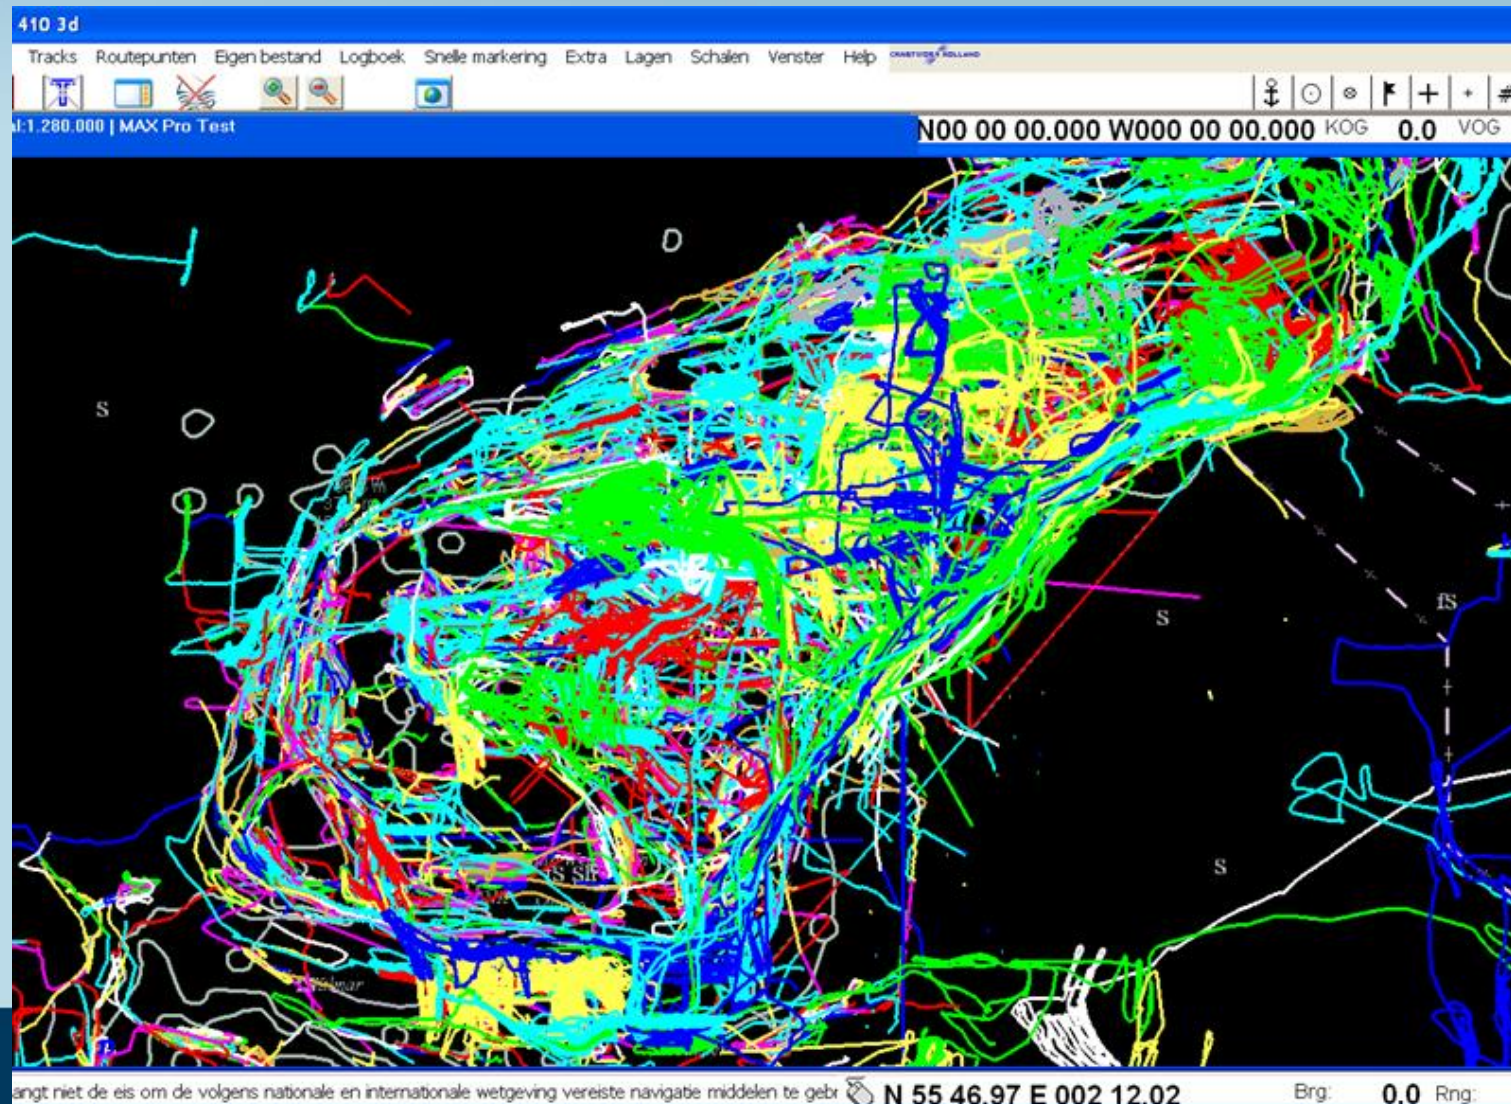 410 3d
Tracks Routepunten Eigen bestand Logboek Snelle markering Extra Lagen Schalen Venster Help
al:1.280.000 | MAX Pro Test
N00 00 00.000 W000 00 00.000 KOG 0.0 VOG
S
fS
S
S
angt niet de eis om de volgens nationale en internationale wetgeving vereiste navigatie middelen te gebr N 55 46.97 E 002 12.02 Brg: 0.0 Rng: